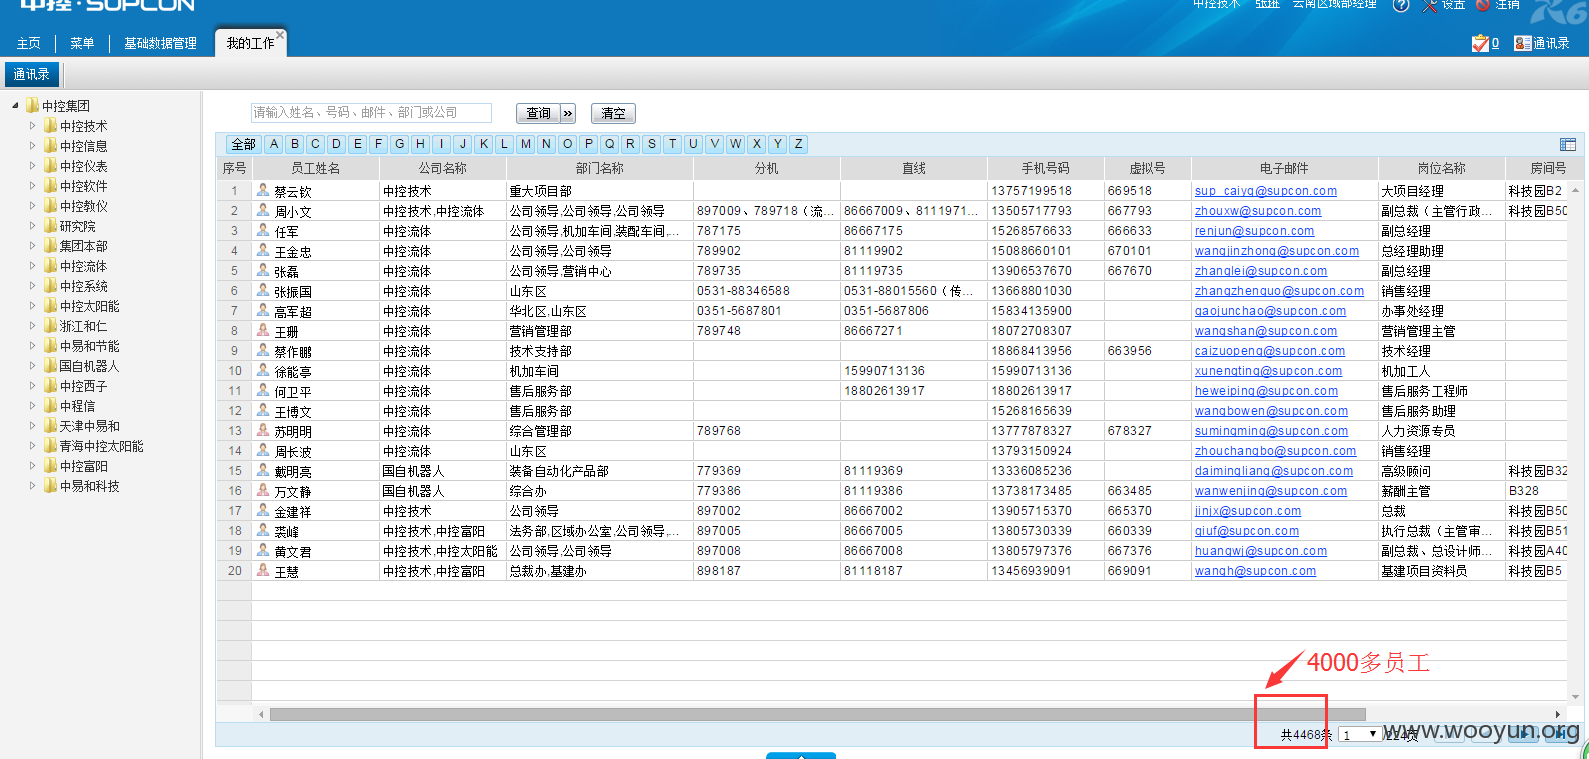 中控·SUPCON
中控技术 张班 云南区域部经理 设置 注销
主页 菜单 基础数据管理 我的工作 0 通讯录
通讯录
中控集团
中控技术
中控信息
中控仪表
中控软件
中控教仪
研究院
集团本部
中控流体
中控系统
中控太阳能
浙江和仁
中易和节能
国自机器人
中控西子
中程信
天津中易和
青海中控太阳能
中控富阳
中易和科技
请输入姓名、号码、邮件、部门或公司 查询 » 清空
全部 A B C D E F G H I J K L M N O P Q R S T U V W X Y Z
序号 员工姓名 公司名称 部门名称 分机 直线 手机号码 虚拟号 电子邮件 岗位名称 房间号
1 蔡云钦 中控技术 重大项目部 13757199518 669518 sup_caiyq@supcon.com 大项目经理 科技园B2
2 周小文 中控技术,中控流体 公司领导,公司领导,公司领导 897009、789718（流... 86667009、8111971... 13505717793 667793 zhouxw@supcon.com 副总裁（主管行政... 科技园B50
3 任军 中控流体 公司领导,机加车间,装配车间,... 787175 86667175 15268576633 666633 renjun@supcon.com 副总经理
4 王金忠 中控流体 公司领导,公司领导 789902 81119902 15088660101 670101 wangjinzhong@supcon.com 总经理助理
5 张磊 中控流体 公司领导,营销中心 789735 81119735 13906537670 667670 zhanglei@supcon.com 副总经理
6 张振国 中控流体 山东区 0531-88346588 0531-88015560（传... 13668801030 zhangzhenguo@supcon.com 销售经理
7 高军超 中控流体 华北区,山东区 0351-5687801 0351-5687806 15834135900 gaojunchao@supcon.com 办事处经理
8 王珊 中控流体 营销管理部 789748 86667271 18072708307 wangshan@supcon.com 营销管理主管
9 蔡作鹏 中控流体 技术支持部 18868413956 663956 caizuopeng@supcon.com 技术经理
10 徐能亭 中控流体 机加车间 15990713136 15990713136 xunengting@supcon.com 机加工人
11 何卫平 中控流体 售后服务部 18802613917 18802613917 heweiping@supcon.com 售后服务工程师
12 王博文 中控流体 售后服务部 15268165639 wangbowen@supcon.com 售后服务助理
13 苏明明 中控流体 综合管理部 789768 13777878327 678327 sumingming@supcon.com 人力资源专员
14 周长波 中控流体 山东区 13793150924 zhouchangbo@supcon.com 销售经理
15 戴明亮 国自机器人 装备自动化产品部 779369 81119369 13336085236 daimingliang@supcon.com 高级顾问 科技园B32
16 万文静 国自机器人 综合办 779386 81119386 13738173485 663485 wanwenjing@supcon.com 薪酬主管 B328
17 金建祥 中控技术 公司领导 897002 86667002 13905715370 665370 jinjx@supcon.com 总裁 科技园B50
18 裘峰 中控技术,中控富阳 法务部,区域办公室,公司领导,... 897005 86667005 13805730339 660339 qiuf@supcon.com 执行总裁（主管审... 科技园B51
19 黄文君 中控技术,中控太阳能 公司领导,公司领导 897008 86667008 13805797376 667376 huangwj@supcon.com 副总裁、总设计师... 科技园A40
20 王慧 中控技术,中控富阳 总裁办,基建办 898187 81118187 13456939091 669091 wangh@supcon.com 基建项目资料员 科技园B5
4000多员工
共4468条 1 /224页
www.wooyun.org